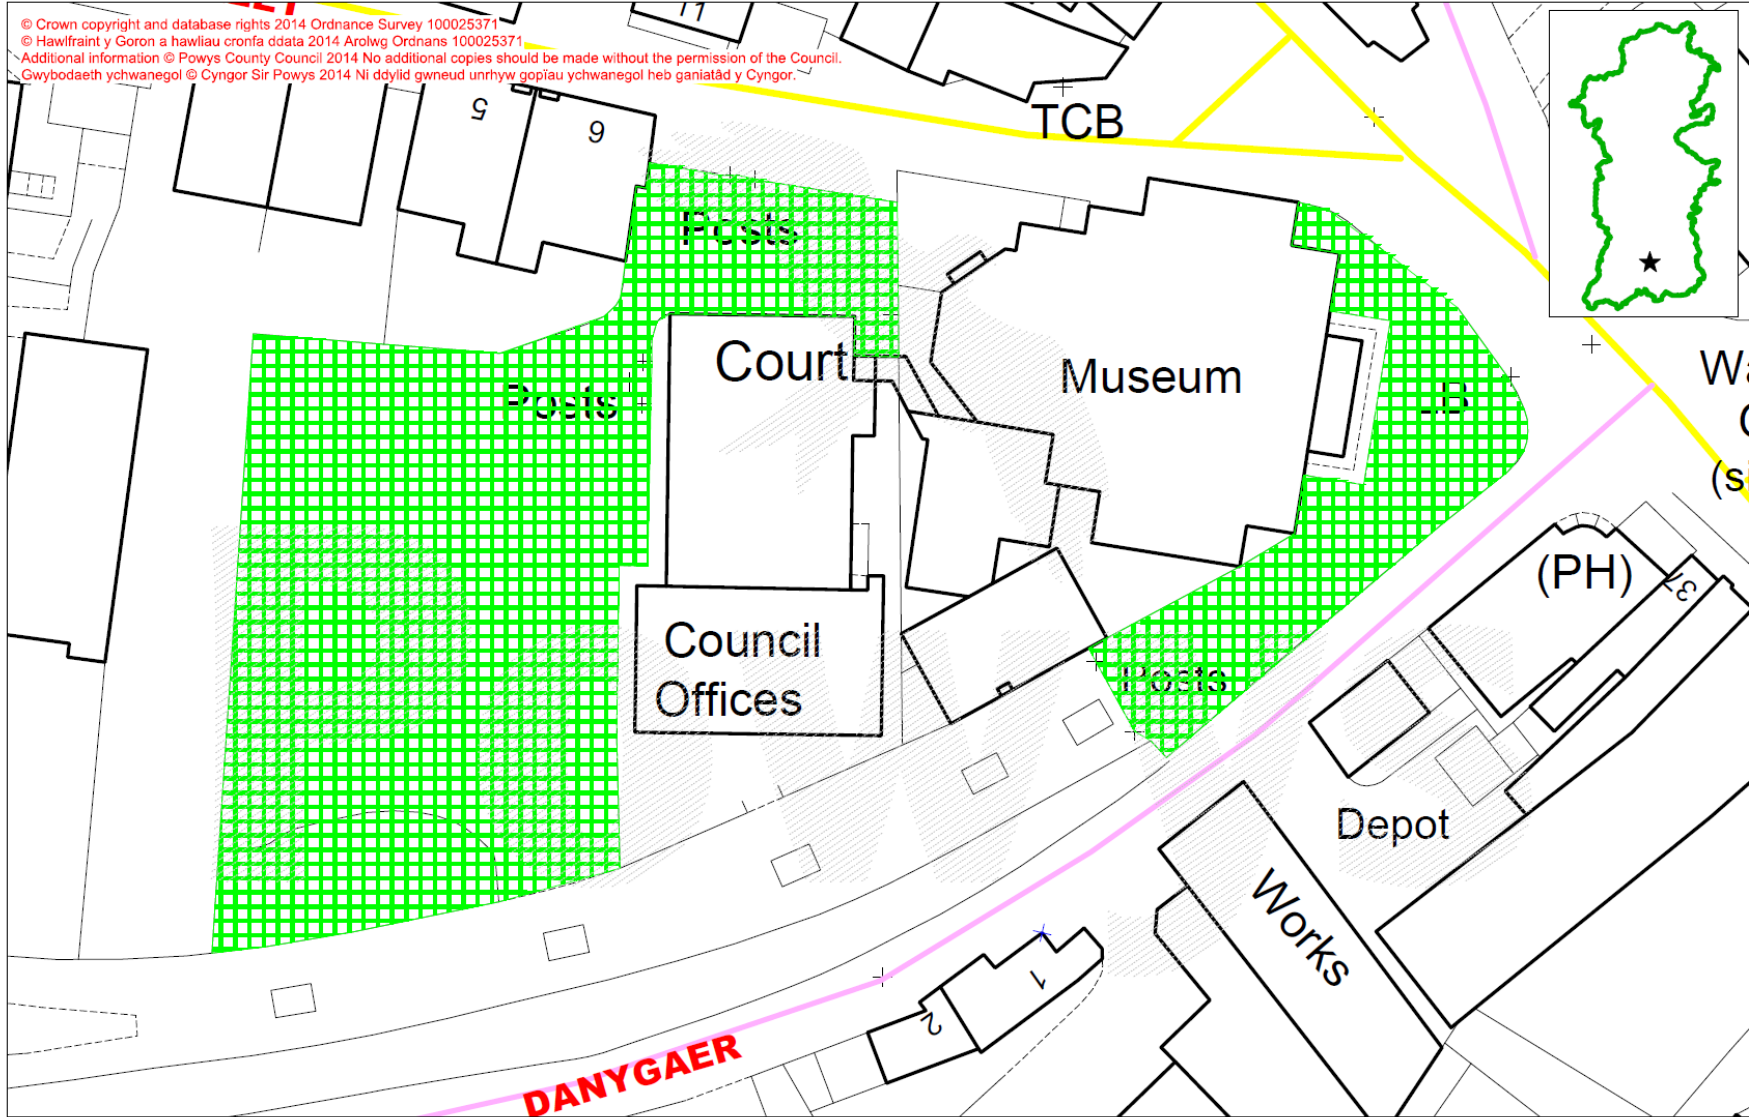 © Crown copyright and database rights 2014 Ordnance Survey 100025371
© Hawlfraint y Goron a hawliau cronfa ddata 2014 Arolwg Ordnans 100025371
Additional information © Powys County Council 2014 No additional copies should be made without the permission of the Council.
Gwybodaeth ychwanegol © Cyngor Sir Powys 2014 Ni ddylid gwneud unrhyw gopïau ychwanegol heb ganiatâd y Cyngor.
11
5
6
TCB
Posts
Court
Museum
Posts
LB
(PH)
37
Council
Offices
Posts
Depot
Works
1
2
DANYGAER